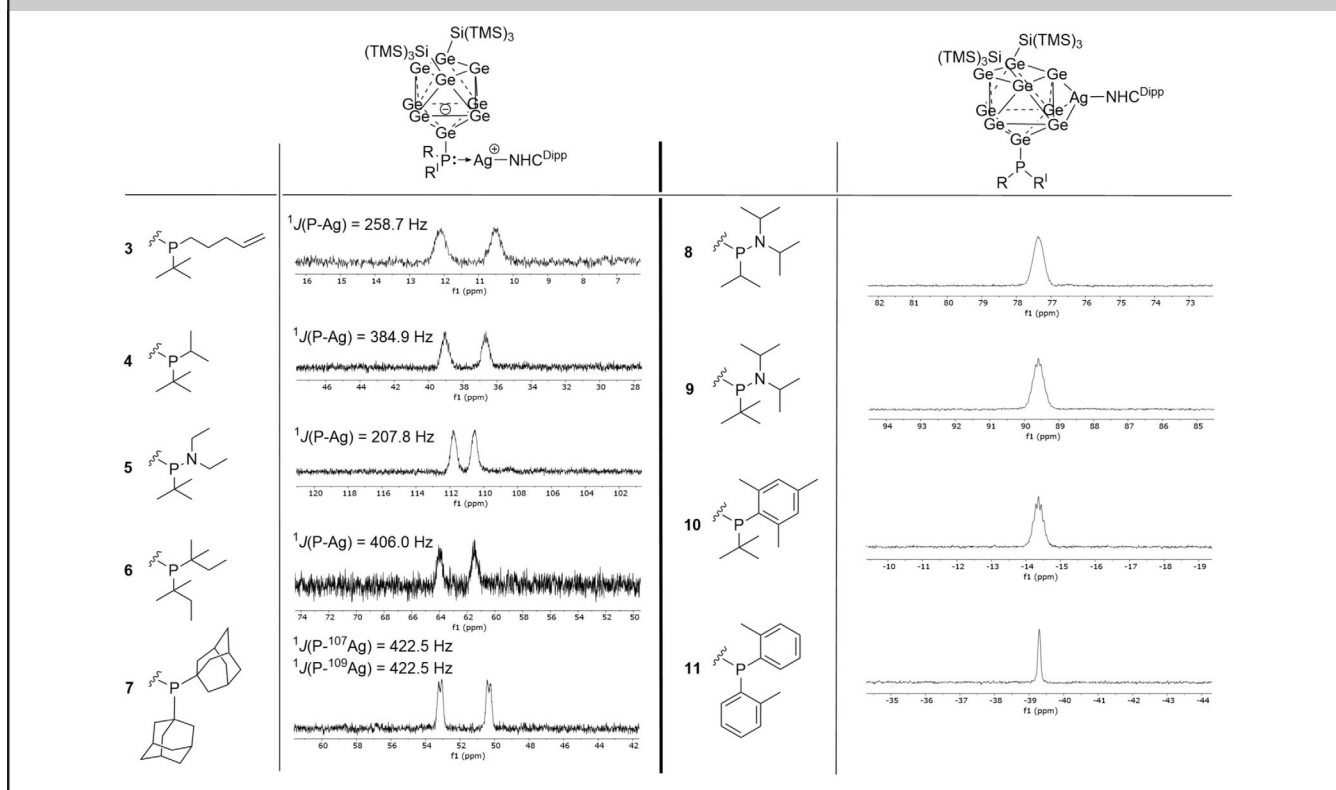 Si(TMS)₃
(TMS)₃Si
Ge
Ge Ge
Ge
Ge Ge
Ge ⊖ Ge
Ge
R
Rᴵ P: Ag⊕ NHCᴰⁱᵖᵖ
Si(TMS)₃
(TMS)₃Si
Ge
Ge Ge
Ge Ag NHCᴰⁱᵖᵖ
Ge Ge
Ge Ge
Ge
P
R Rᴵ
3 P
¹J(P-Ag) = 258.7 Hz
16 15 14 13 12 11 10 9 8 7
f1 (ppm)
4 P
¹J(P-Ag) = 384.9 Hz
46 44 42 40 38 36 34 32 30 28
f1 (ppm)
5 P N
¹J(P-Ag) = 207.8 Hz
120 118 116 114 112 110 108 106 104 102
f1 (ppm)
6 P
¹J(P-Ag) = 406.0 Hz
74 72 70 68 66 64 62 60 58 56 54 52 50
f1 (ppm)
7 P
¹J(P-¹⁰⁷Ag) = 422.5 Hz
¹J(P-¹⁰⁹Ag) = 422.5 Hz
60 58 56 54 52 50 48 46 44 42
f1 (ppm)
8 P N
82 81 80 79 78 77 76 75 74 73
f1 (ppm)
9 P N
94 93 92 91 90 89 88 87 86 85
f1 (ppm)
10 P
-10 -11 -12 -13 -14 -15 -16 -17 -18 -19
f1 (ppm)
11 P
-35 -36 -37 -38 -39 -40 -41 -42 -43 -44
f1 (ppm)